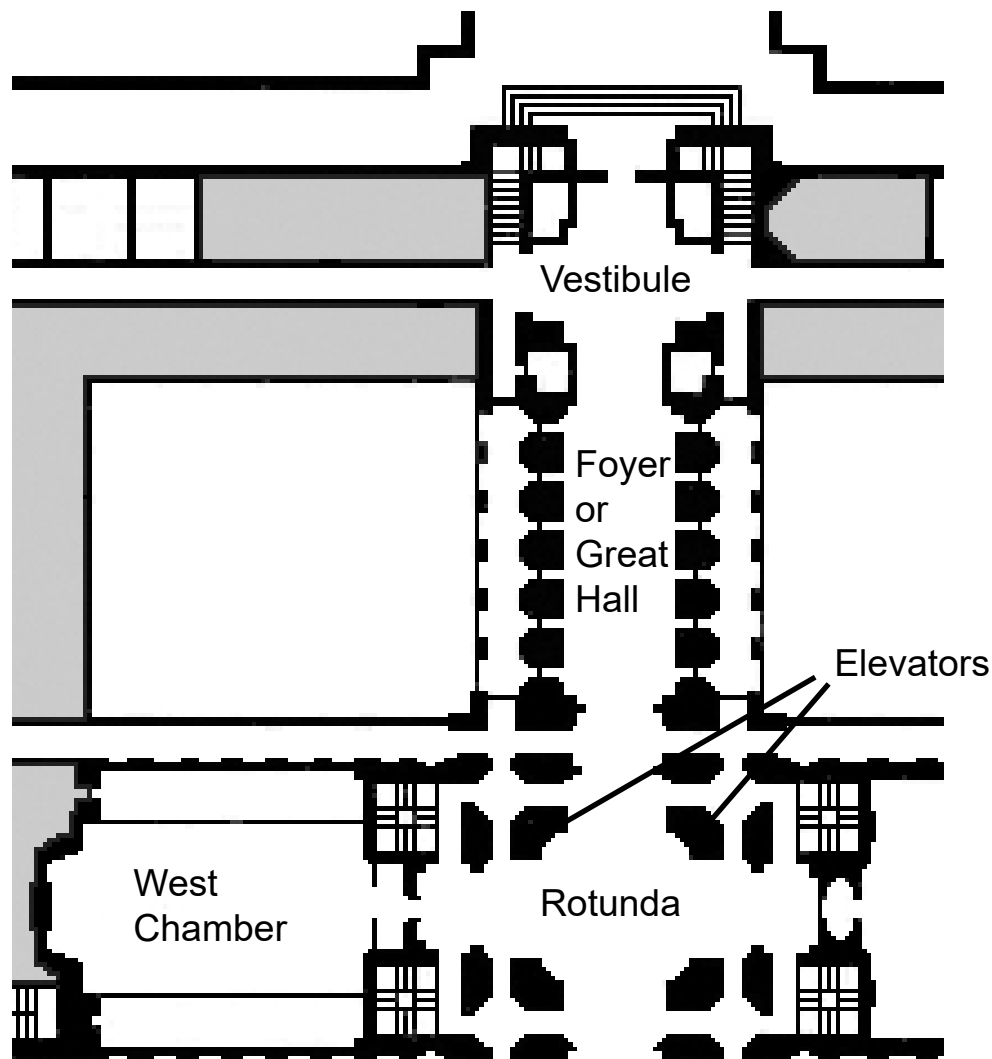 Vestibule
Foyer
or
Great
Hall
Elevators
West
Chamber
Rotunda